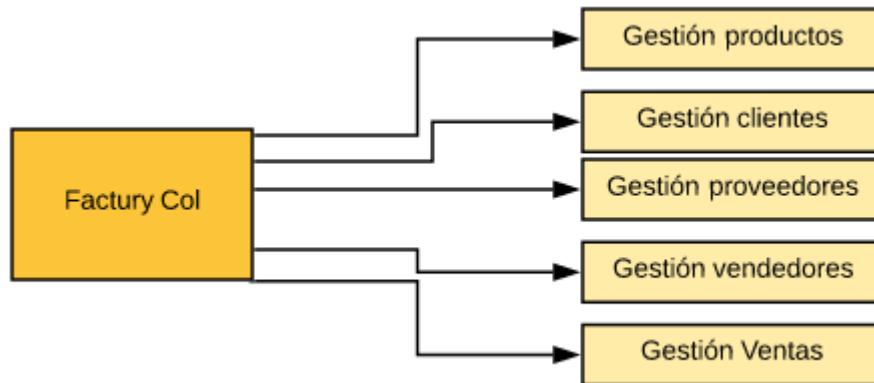 Gestión productos
Gestión clientes
Factury Col
Gestión proveedores
Gestión vendedores
Gestión Ventas